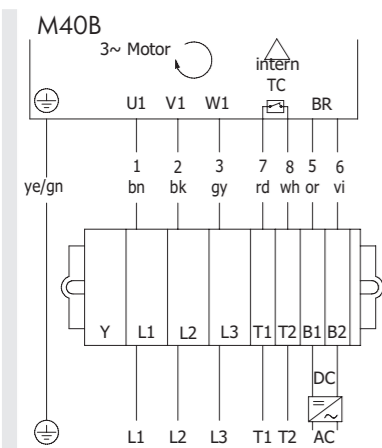 M40B
3~ Motor
intern
TC
U1 V1 W1 BR
1 2 3 7 8 5 6
ye/gn bn bk gy rd wh or vi
Y L1 L2 L3 T1 T2 B1 B2
DC
=
~
L1 L2 L3 T1 T2 AC